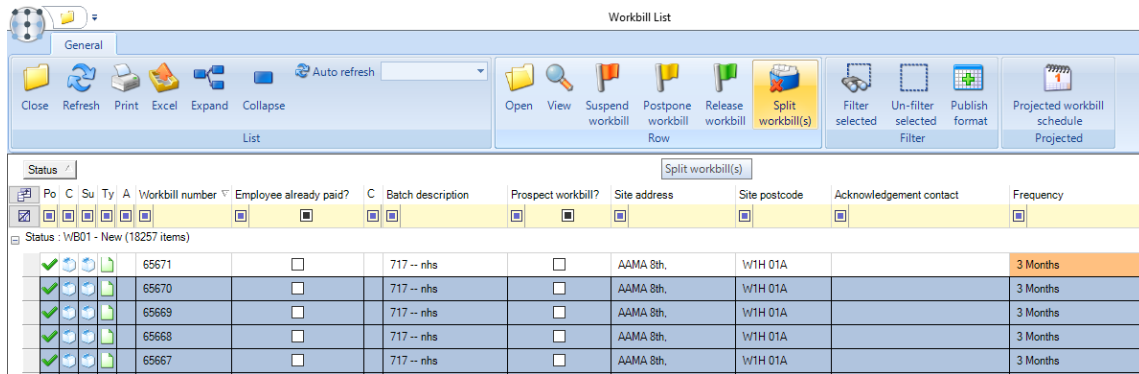 Workbill List
General
Close Refresh Print Excel Expand Collapse Auto refresh
List
Open View Suspend workbill Postpone workbill Release workbill Split workbill(s)
Row
Filter selected Un-filter selected Publish format
Filter
Projected workbill schedule
Projected
Status
Split workbill(s)
Po C Su Ty A Workbill number Employee already paid? C Batch description Prospect workbill? Site address Site postcode Acknowledgement contact Frequency
Status : WB01 - New (18257 items)
65671 717 -- nhs AAMA 8th, W1H 01A 3 Months
65670 717 -- nhs AAMA 8th, W1H 01A 3 Months
65669 717 -- nhs AAMA 8th, W1H 01A 3 Months
65668 717 -- nhs AAMA 8th, W1H 01A 3 Months
65667 717 -- nhs AAMA 8th, W1H 01A 3 Months